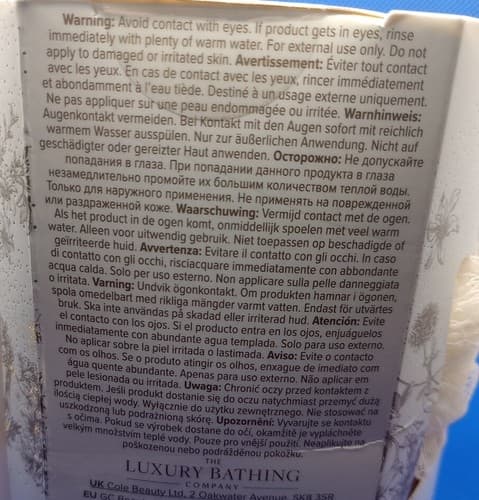 Warning: Avoid contact with eyes. If product gets in eyes, rinse
immediately with plenty of warm water. For external use only. Do not
apply to damaged or irritated skin. Avertissement: Éviter tout contact
avec les yeux. En cas de contact avec les yeux, rincer immédiatement
et abondamment à l'eau tiède. Destiné à un usage externe uniquement.
Ne pas appliquer sur une peau endommagée ou irritée. Warnhinweis:
Augenkontakt vermeiden. Bei Kontakt mit den Augen sofort mit reichlich
warmem Wasser ausspülen. Nur zur äußerlichen Anwendung. Nicht auf
geschädigter oder gereizter Haut anwenden. Осторожно: Не допускайте
попадания в глаза. При попадании данного продукта в глаза
незамедлительно промойте их большим количеством теплой воды.
Только для наружного применения. Не применять на поврежденной
или раздраженной коже. Waarschuwing: Vermijd contact met de ogen.
Als het product in de ogen komt, onmiddellijk spoelen met veel warm
water. Alleen voor uitwendig gebruik. Niet toepassen op beschadigde of
geïrriteerde huid. Avvertenza: Evitare il contatto con gli occhi. In caso
di contatto con gli occhi, risciacquare immediatamente con abbondante
acqua calda. Solo per uso esterno. Non applicare sulla pelle danneggiata
o irritata. Varning: Undvik ögonkontakt. Om produkten hamnar i ögonen,
spola omedelbart med rikliga mängder varmt vatten. Endast för utvärtes
bruk. Ska inte användas på skadad eller irriterad hud. Atención: Evite
el contacto con los ojos. Si el producto entra en los ojos, enjuáguelos
inmediatamente con abundante agua templada. Solo para uso externo.
No aplicar sobre la piel irritada o lastimada. Aviso: Evite o contacto
com os olhos. Se o produto atingir os olhos, enxague de imediato com
água quente abundante. Apenas para uso externo. Não aplicar em
pele lesionada ou irritada. Uwaga: Chronić oczy przed kontaktem z
produktem. Jeśli produkt dostanie się do oczu natychmiast przemyć dużą
ilością ciepłej wody. Wyłącznie do użytku zewnętrznego. Nie stosować na
uszkodzoną lub podrażnioną skórę. Upozornění: Vyvarujte se kontaktu
s očima. Pokud se výrobek dostane do očí, okamžitě je vypláchněte
velkým množstvím teplé vody. Pouze pro vnější použití. Neaplikujte na
poškozenou nebo podrážděnou pokožku.
THE
LUXURY BATHING
COMPANY
UK Cole Beauty Ltd, 2 Oakwater Avenue, SK8 3SR
EU GC